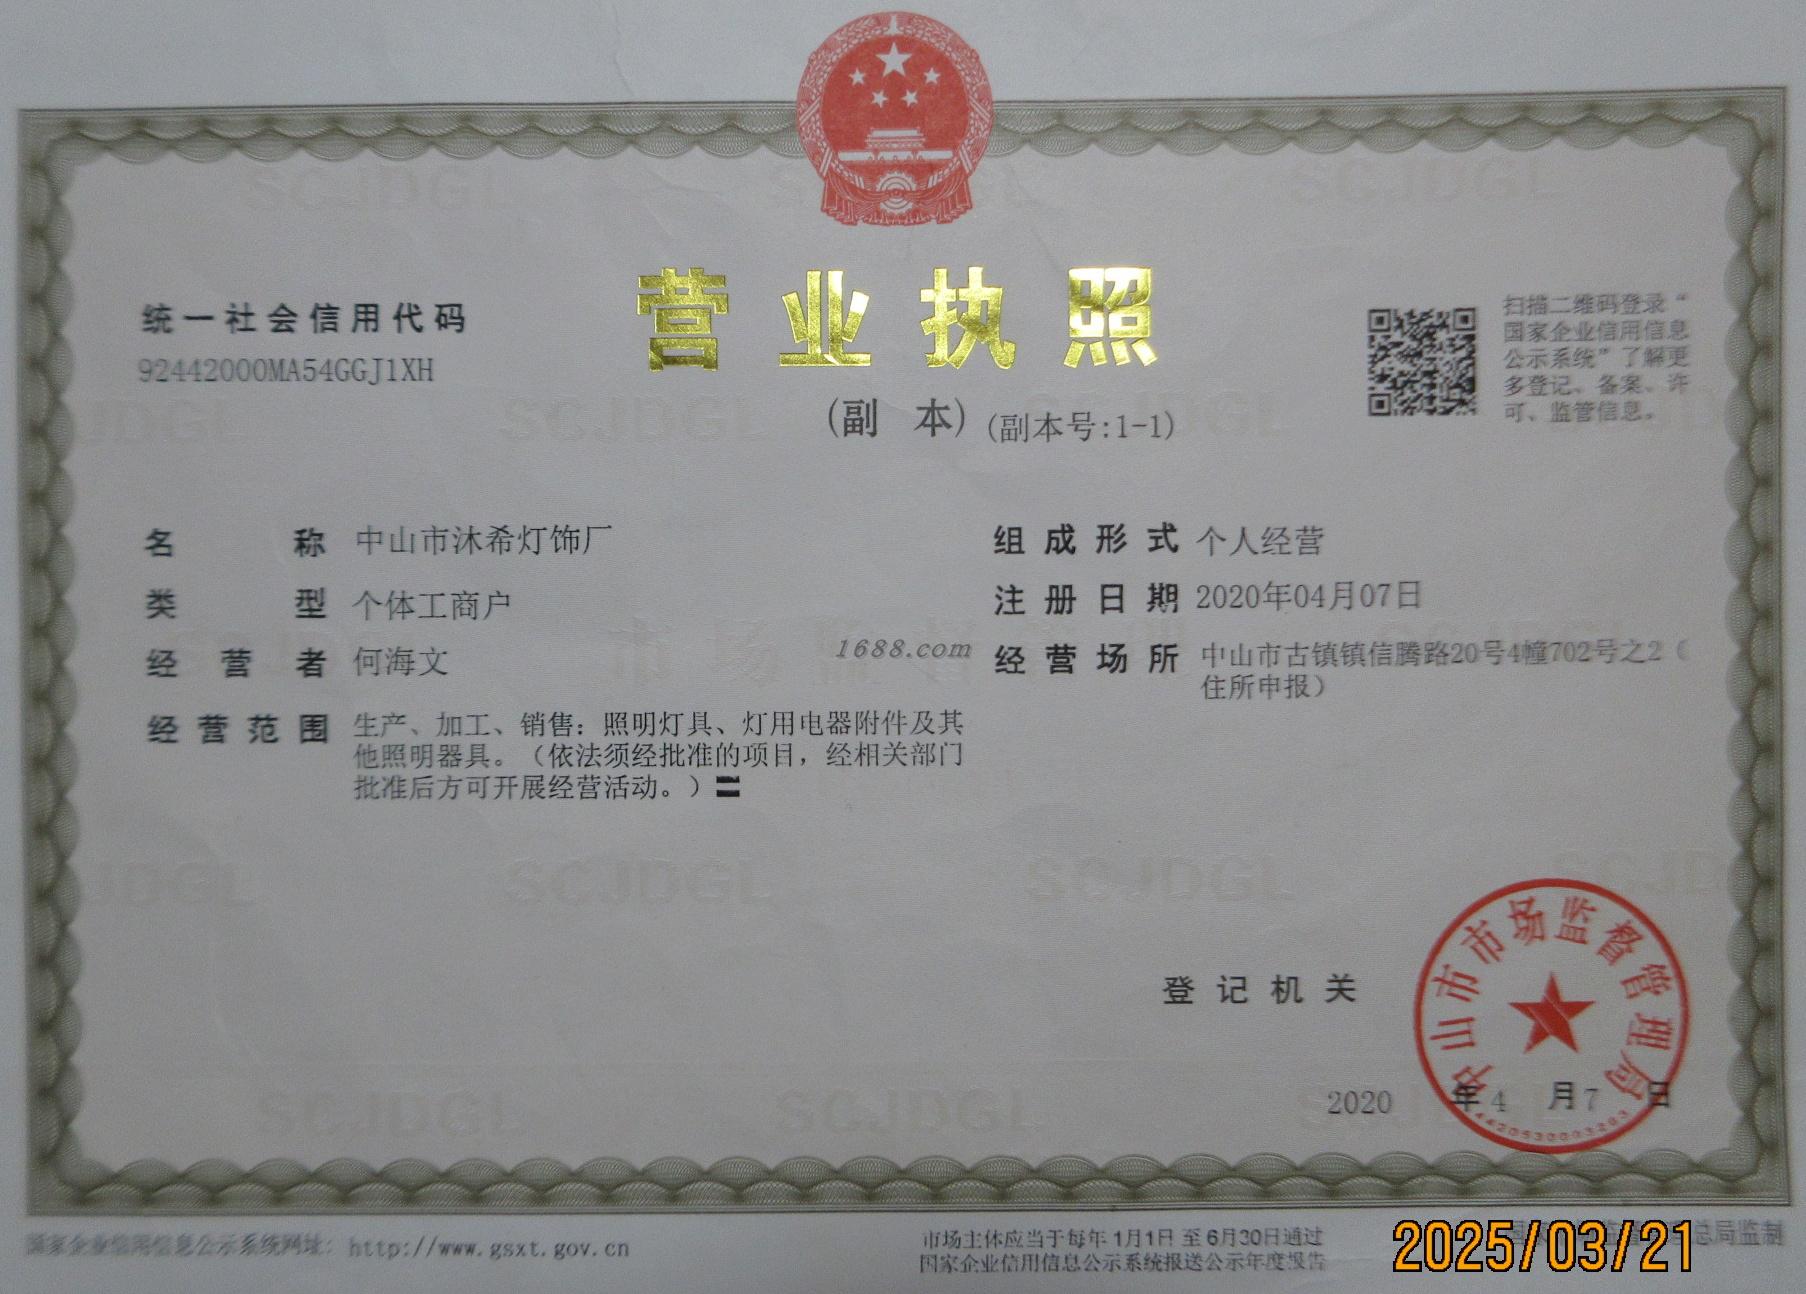 营业执照
(副 本) (副本号:1-1)
统一社会信用代码
92442000MA54GGJ1XH
扫描二维码登录“
国家企业信用信息
公示系统”了解更
多登记、备案、许
可、监管信息。
名 称 中山市沐希灯饰厂
类 型 个体工商户
经 营 者 何海文
经 营 范 围 生产、加工、销售：照明灯具、灯用电器附件及其
他照明器具。（依法须经批准的项目，经相关部门
批准后方可开展经营活动。）
组 成 形 式 个人经营
注 册 日 期 2020年04月07日
经 营 场 所 中山市古镇镇信腾路20号4幢702号之2（
住所申报）
1688.com
登 记 机 关
中山市市场监督管理局
2020 年 4 月 7 日
国家企业信用信息公示系统网址：http://www.gsxt.gov.cn
市场主体应当于每年1月1日 至 6月30日通过
国家企业信用信息公示系统报送公示年度报告
总局监制
2025/03/21
SCJDGL